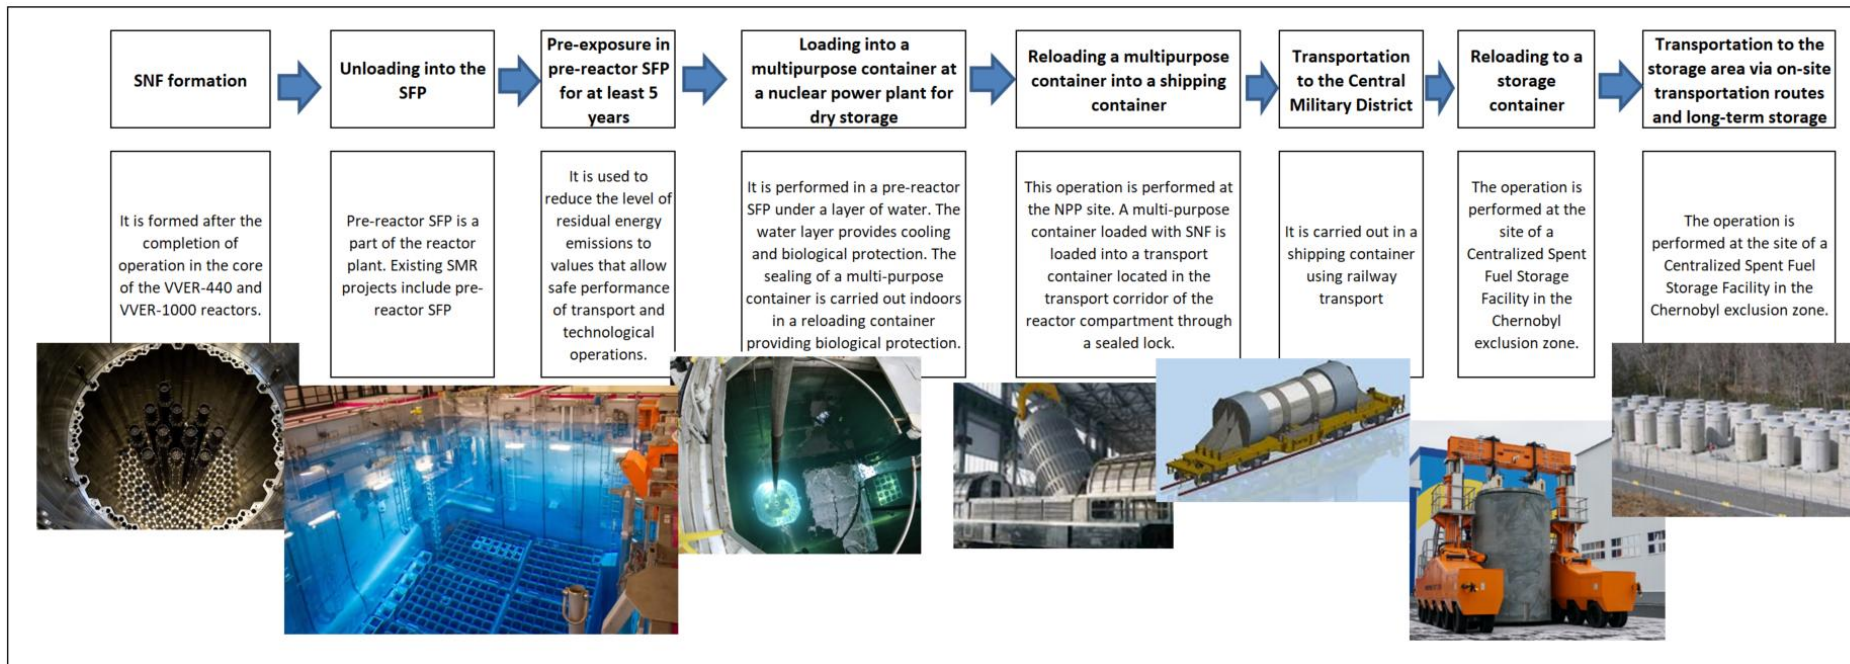 SNF formation
Unloading into the
SFP
Pre-exposure in
pre-reactor SFP
for at least 5
years
Loading into a
multipurpose container at
a nuclear power plant for
dry storage
Reloading a multipurpose
container into a shipping
container
Transportation
to the Central
Military District
Reloading to a
storage
container
Transportation to the
storage area via on-site
transportation routes
and long-term storage
It is formed after the
completion of
operation in the core
of the VVER-440 and
VVER-1000 reactors.
Pre-reactor SFP is a
part of the reactor
plant. Existing SMR
projects include pre-
reactor SFP
It is used to
reduce the level of
residual energy
emissions to
values that allow
safe performance
of transport and
technological
operations.
It is performed in a pre-reactor
SFP under a layer of water. The
water layer provides cooling
and biological protection. The
sealing of a multi-purpose
container is carried out indoors
in a reloading container
providing biological protection.
This operation is performed at
the NPP site. A multi-purpose
container loaded with SNF is
loaded into a transport
container located in the
transport corridor of the
reactor compartment through
a sealed lock.
It is carried out in a
shipping container
using railway
transport
The operation is
performed at the
site of a
Centralized Spent
Fuel Storage
Facility in the
Chernobyl
exclusion zone.
The operation is
performed at the site of a
Centralized Spent Fuel
Storage Facility in the
Chernobyl exclusion zone.